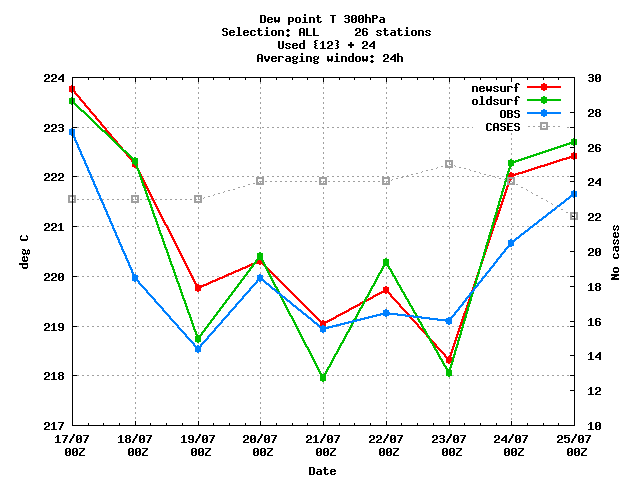 Dew point T 300hPa
Selection: ALL     26 stations
Used {12} + 24
Averaging window: 24h
224 30
newsurf
28
oldsurf
OBS
223 CASES
26
222 24
22
221
deg C
No cases
20
220
18
219 16
14
218
12
217 10
17/07 18/07 19/07 20/07 21/07 22/07 23/07 24/07 25/07
00Z 00Z 00Z 00Z 00Z 00Z 00Z 00Z 00Z
Date